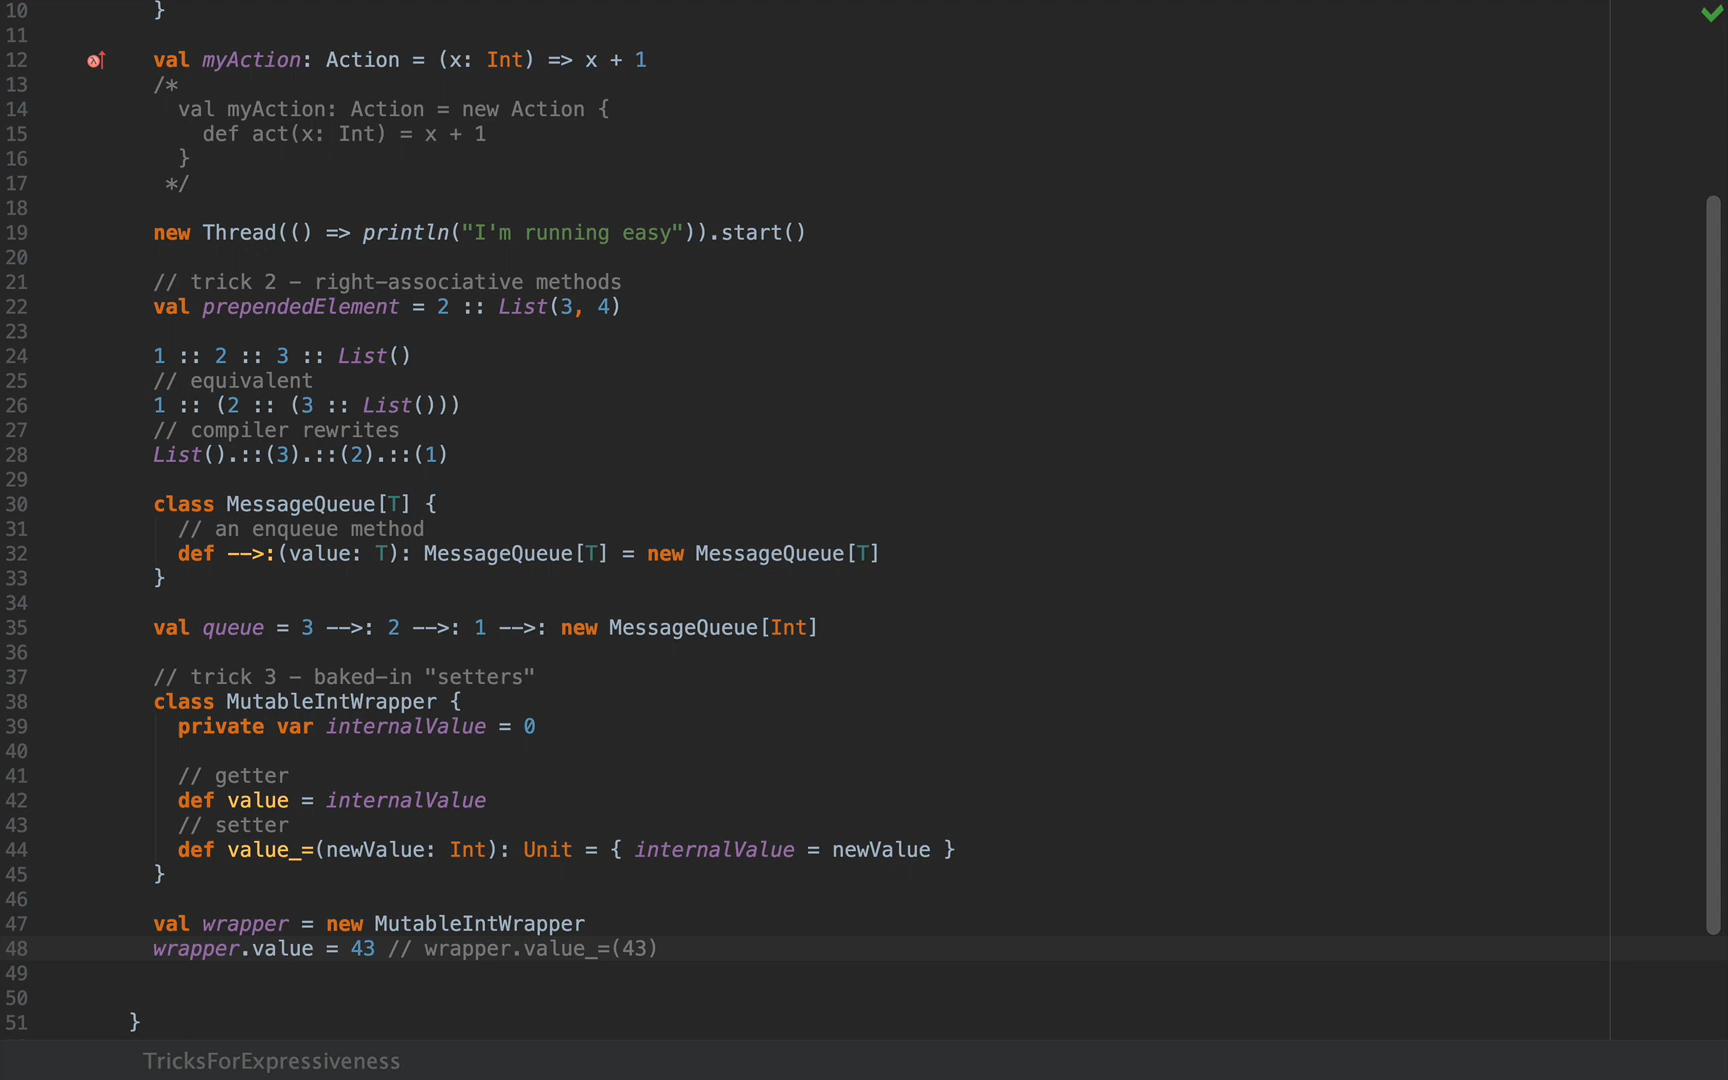 10 }
11
12 val myAction: Action = (x: Int) => x + 1
13 /*
14 val myAction: Action = new Action {
15 def act(x: Int) = x + 1
16 }
17 */
18
19 new Thread(() => println("I'm running easy")).start()
20
21 // trick 2 - right-associative methods
22 val prependedElement = 2 :: List(3, 4)
23
24 1 :: 2 :: 3 :: List()
25 // equivalent
26 1 :: (2 :: (3 :: List()))
27 // compiler rewrites
28 List().::(3).::(2).::(1)
29
30 class MessageQueue[T] {
31 // an enqueue method
32 def -->:(value: T): MessageQueue[T] = new MessageQueue[T]
33 }
34
35 val queue = 3 -->: 2 -->: 1 -->: new MessageQueue[Int]
36
37 // trick 3 - baked-in "setters"
38 class MutableIntWrapper {
39 private var internalValue = 0
40
41 // getter
42 def value = internalValue
43 // setter
44 def value_=(newValue: Int): Unit = { internalValue = newValue }
45 }
46
47 val wrapper = new MutableIntWrapper
48 wrapper.value = 43 // wrapper.value_=(43)
49
50
51 }
TricksForExpressiveness